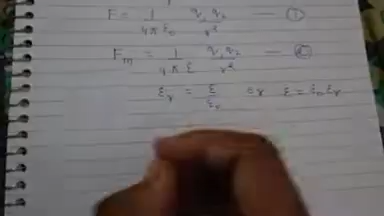 F = 1/4πε₀ q₁q₂/r² — ①
Fm = 1/4πε q₁q₂/r² — ②
εr = ε/ε₀ or ε = ε₀εr